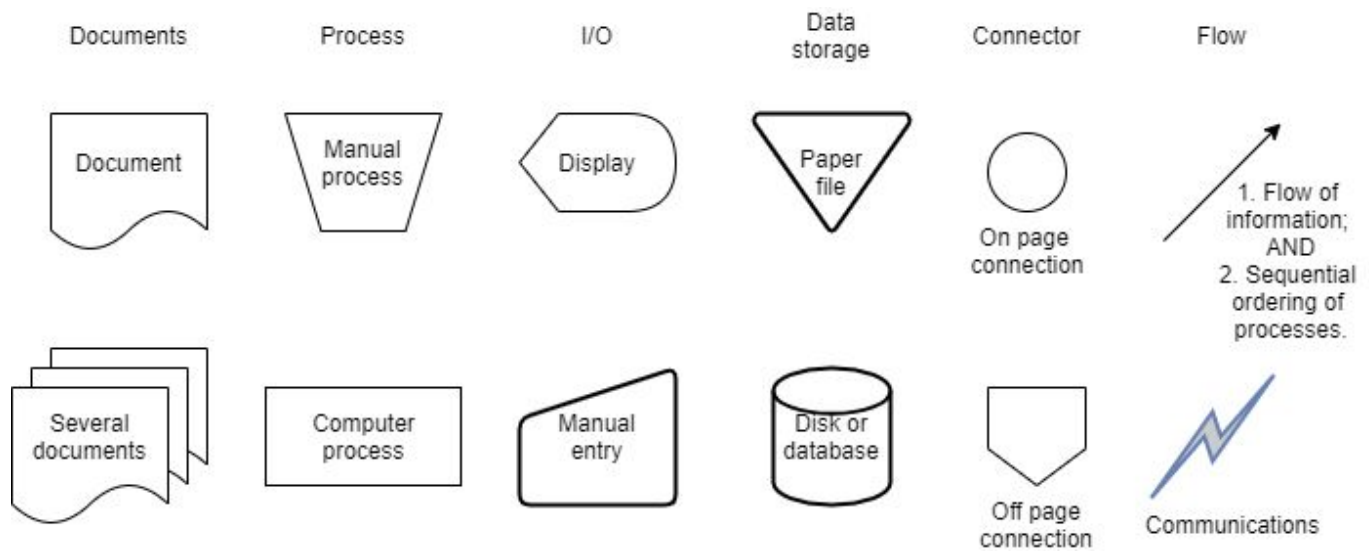 Documents
Process
I/O
Data
storage
Connector
Flow
Document
Manual
process
Display
Paper
file
On page
connection
1. Flow of
information;
AND
2. Sequential
ordering of
processes.
Several
documents
Computer
process
Manual
entry
Disk or
database
Off page
connection
Communications